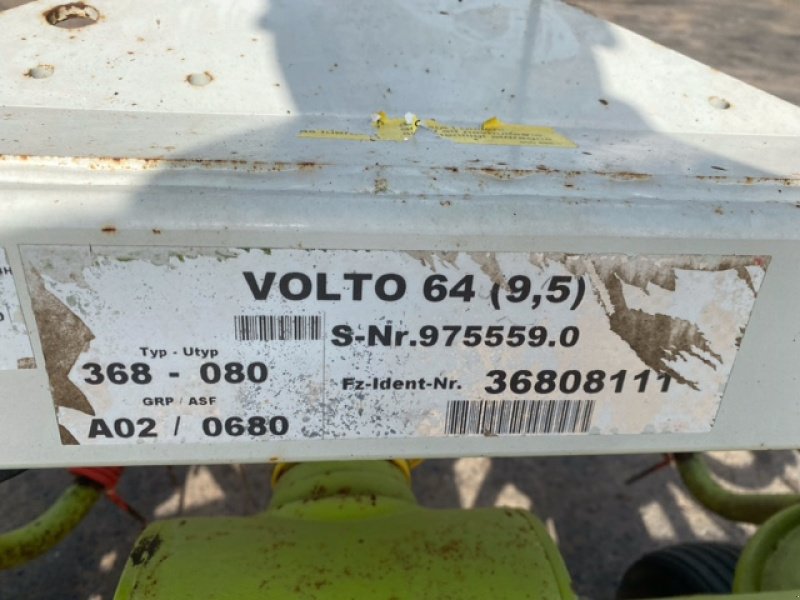 VOLTO 64 (9,5)
S-Nr.975559.0
Typ - Utyp
368 - 080
Fz-Ident-Nr. 36808111
GRP / ASF
A02 / 0680